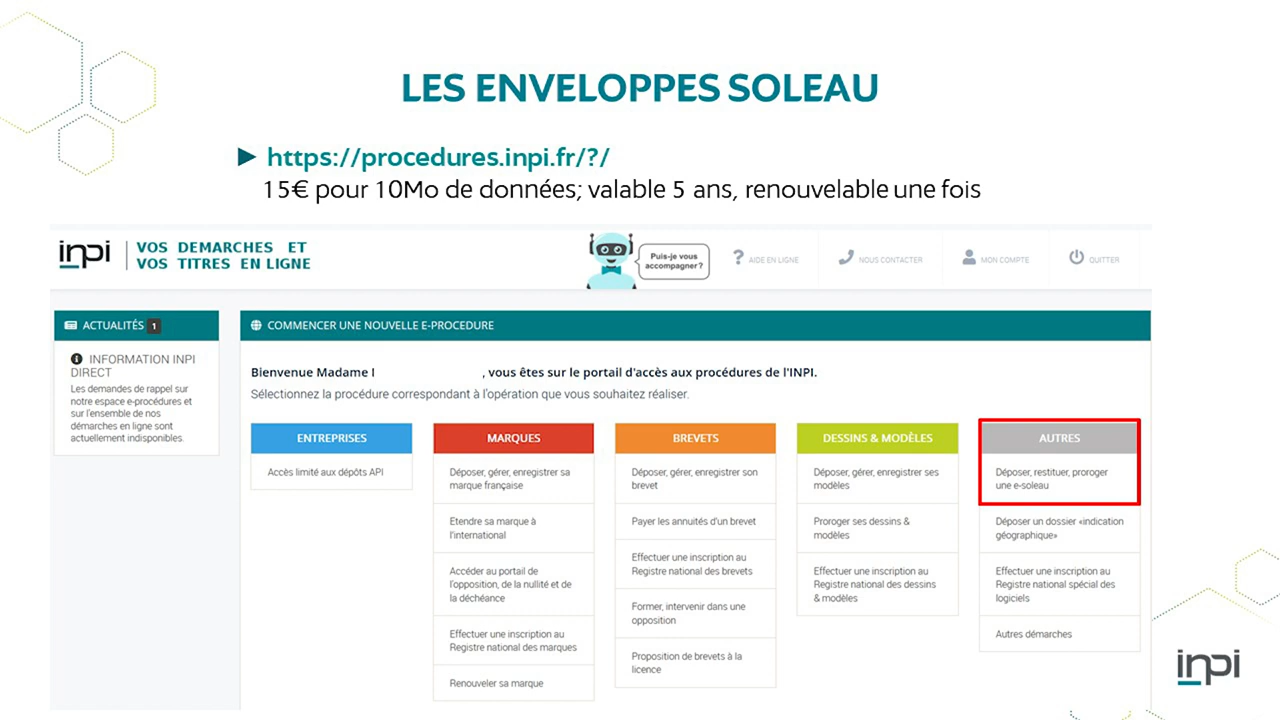 LES ENVELOPPES SOLEAU
► https://procedures.inpi.fr/?/
15€ pour 10Mo de données; valable 5 ans, renouvelable une fois
inpi
VOS DEMARCHES ET
VOS TITRES EN LIGNE
Puis-je vous
accompagner ?
? AIDE EN LIGNE
NOUS CONTACTER
MON COMPTE
QUITTER
ACTUALITÉS 1
INFORMATION INPI
DIRECT
Les demandes de rappel sur
notre espace e-procédures et
sur l'ensemble de nos
démarches en ligne sont
actuellement indisponibles.
COMMENCER UNE NOUVELLE E-PROCEDURE
Bienvenue Madame I , vous êtes sur le portail d'accès aux procédures de l'INPI.
Sélectionnez la procédure correspondant à l'opération que vous souhaitez réaliser.
ENTREPRISES
Accès limité aux dépôts API
MARQUES
Déposer, gérer, enregistrer sa
marque française
Etendre sa marque à
l'international
Accéder au portail de
l'opposition, de la nullité et de
la déchéance
Effectuer une inscription au
Registre national des marques
Renouveler sa marque
BREVETS
Déposer, gérer, enregistrer son
brevet
Payer les annuités d'un brevet
Effectuer une inscription au
Registre national des brevets
Former, intervenir dans une
opposition
Proposition de brevets à la
licence
DESSINS & MODÈLES
Déposer, gérer, enregistrer ses
modèles
Proroger ses dessins &
modèles
Effectuer une inscription au
Registre national des dessins
& modèles
AUTRES
Déposer, restituer, proroger
une e-soleau
Déposer un dossier «indication
géographique»
Effectuer une inscription au
Registre national spécial des
logiciels
Autres démarches
inpi